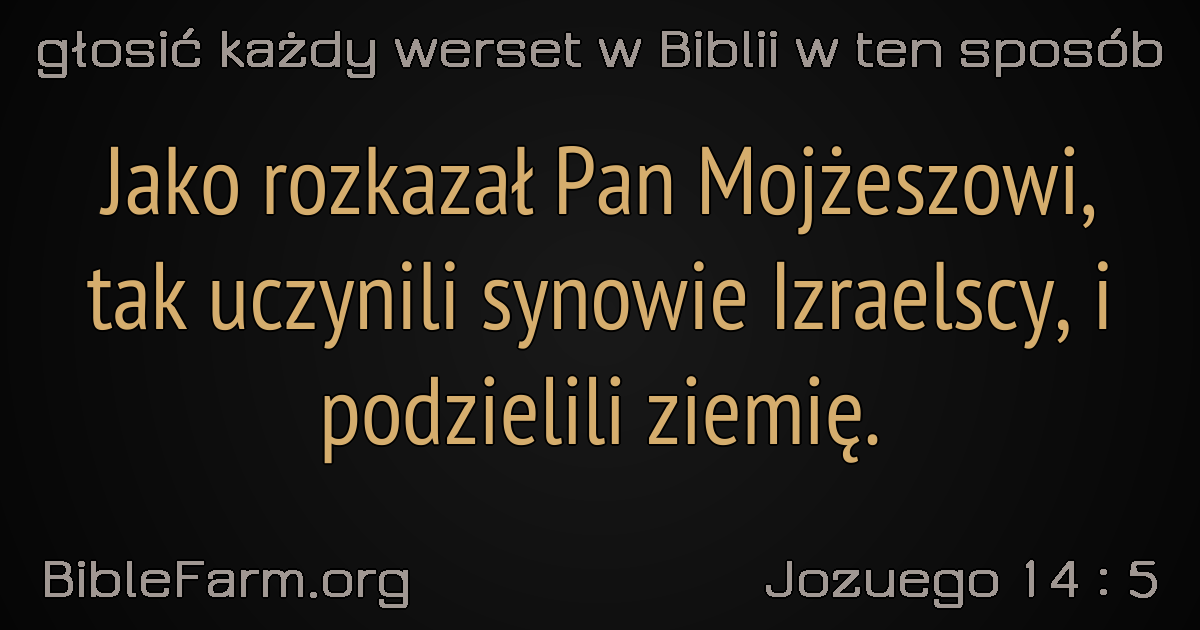 głosić każdy werset w Biblii w ten sposób
Jako rozkazał Pan Mojżeszowi,
tak uczynili synowie Izraelscy, i
podzielili ziemię.
BibleFarm.org
Jozuego 14 : 5